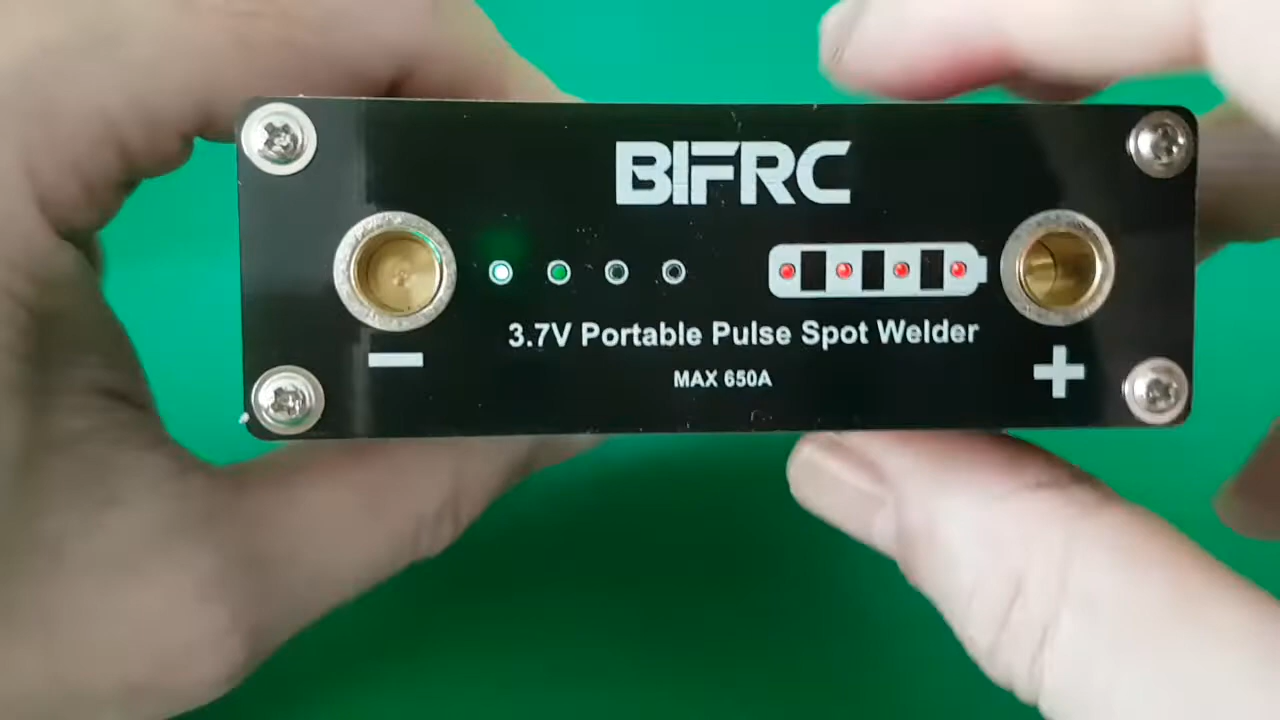 BIFRC
3.7V Portable Pulse Spot Welder
MAX 650A
− +